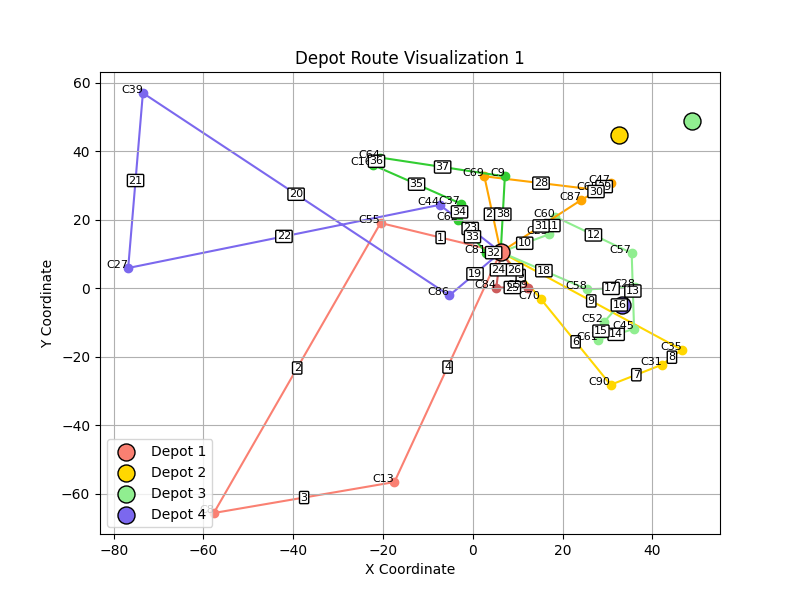 Depot Route Visualization 1
60
40
20
0
−20
−40
−60
Y Coordinate
−80
−60
−40
−20
0
20
40
X Coordinate
Depot 1
Depot 2
Depot 3
Depot 4
C39
C27
C55
C13
C86
C44
C37
C64
C69
C9
C47
C87
C60
C57
C58
C28
C52
C45
C61
C70
C84
C35
C31
C90
1
2
3
4
6
7
8
9
10
12
13
14
15
16
17
18
19
20
21
22
23
24
25
26
28
30
31
32
33
34
35
36
37
38